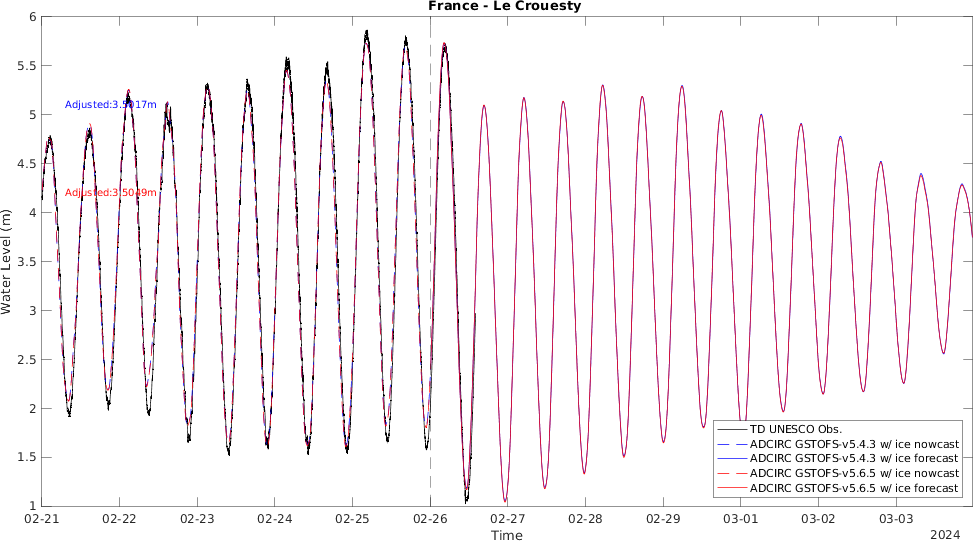 France - Le Crouesty
6
5.5
5
4.5
4
3.5
3
2.5
2
1.5
1
Water Level (m)
Adjusted:3.5017m
Adjusted:3.5049m
TD UNESCO Obs.
ADCIRC GSTOFS-v5.4.3 w/ ice nowcast
ADCIRC GSTOFS-v5.4.3 w/ ice forecast
ADCIRC GSTOFS-v5.6.5 w/ ice nowcast
ADCIRC GSTOFS-v5.6.5 w/ ice forecast
02-21 02-22 02-23 02-24 02-25 02-26 02-27 02-28 02-29 03-01 03-02 03-03
Time
2024